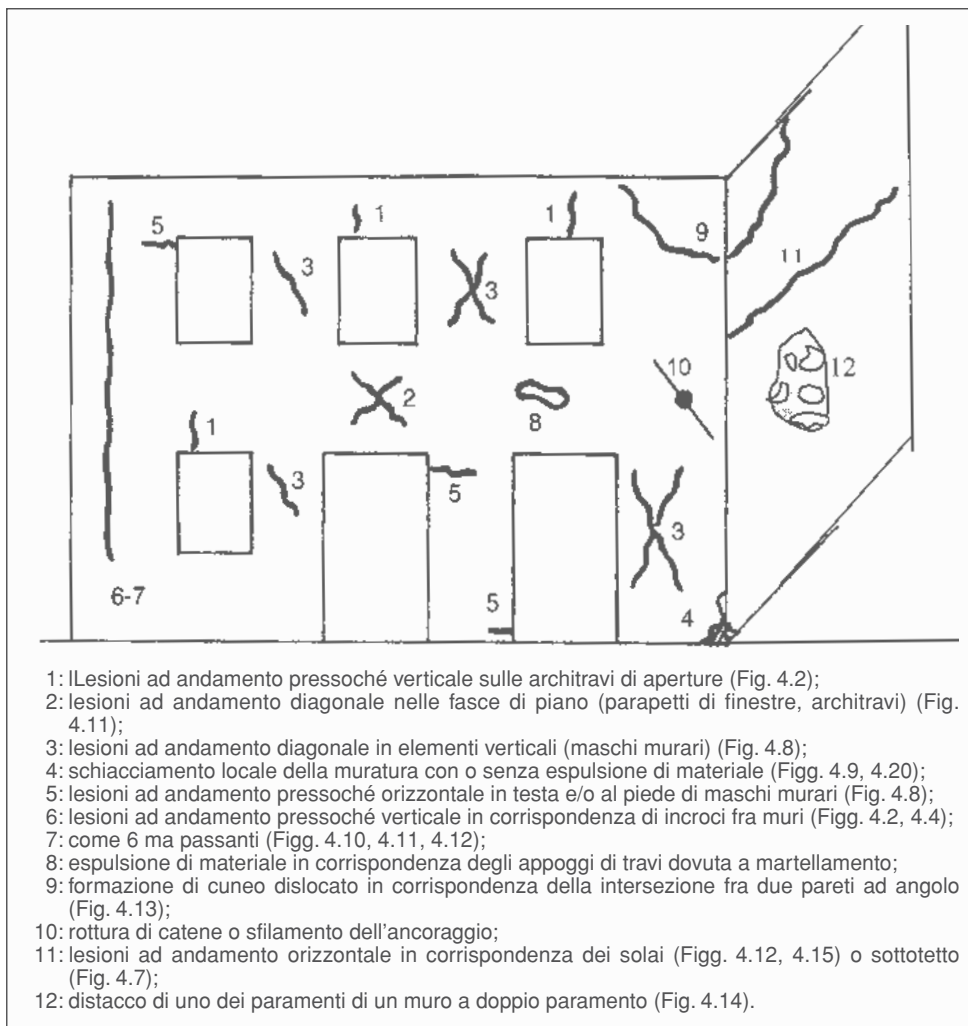 5
1
1
9
3
3
11
10
12
2
8
1
3
5
3
6-7
5
4
1: lLesioni ad andamento pressoché verticale sulle architravi di aperture (Fig. 4.2);
2: lesioni ad andamento diagonale nelle fasce di piano (parapetti di finestre, architravi) (Fig.
4.11);
3: lesioni ad andamento diagonale in elementi verticali (maschi murari) (Fig. 4.8);
4: schiacciamento locale della muratura con o senza espulsione di materiale (Figg. 4.9, 4.20);
5: lesioni ad andamento pressoché orizzontale in testa e/o al piede di maschi murari (Fig. 4.8);
6: lesioni ad andamento pressoché verticale in corrispondenza di incroci fra muri (Figg. 4.2, 4.4);
7: come 6 ma passanti (Figg. 4.10, 4.11, 4.12);
8: espulsione di materiale in corrispondenza degli appoggi di travi dovuta a martellamento;
9: formazione di cuneo dislocato in corrispondenza della intersezione fra due pareti ad angolo
(Fig. 4.13);
10: rottura di catene o sfilamento dell'ancoraggio;
11: lesioni ad andamento orizzontale in corrispondenza dei solai (Figg. 4.12, 4.15) o sottotetto
(Fig. 4.7);
12: distacco di uno dei paramenti di un muro a doppio paramento (Fig. 4.14).